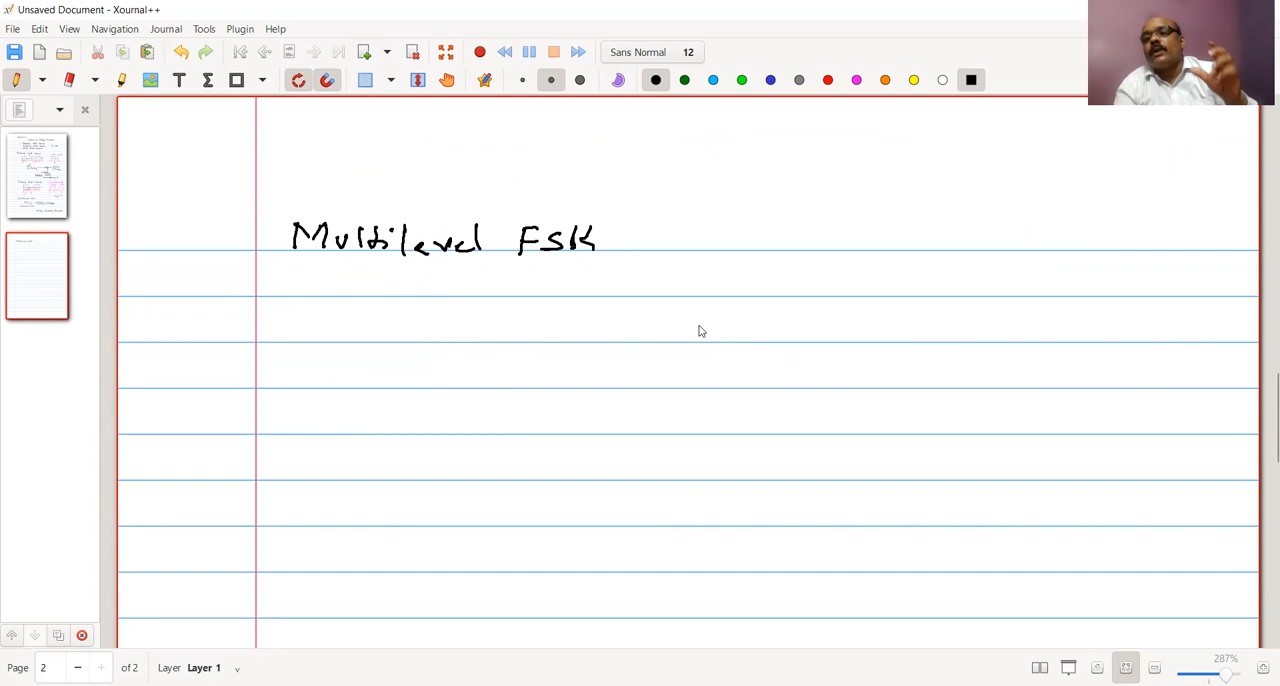 Unsaved Document - Xournal++
File Edit View Navigation Journal Tools Plugin Help
Sans Normal 12
Multilevel FSK
Page 2 of 2 Layer Layer 1
287%